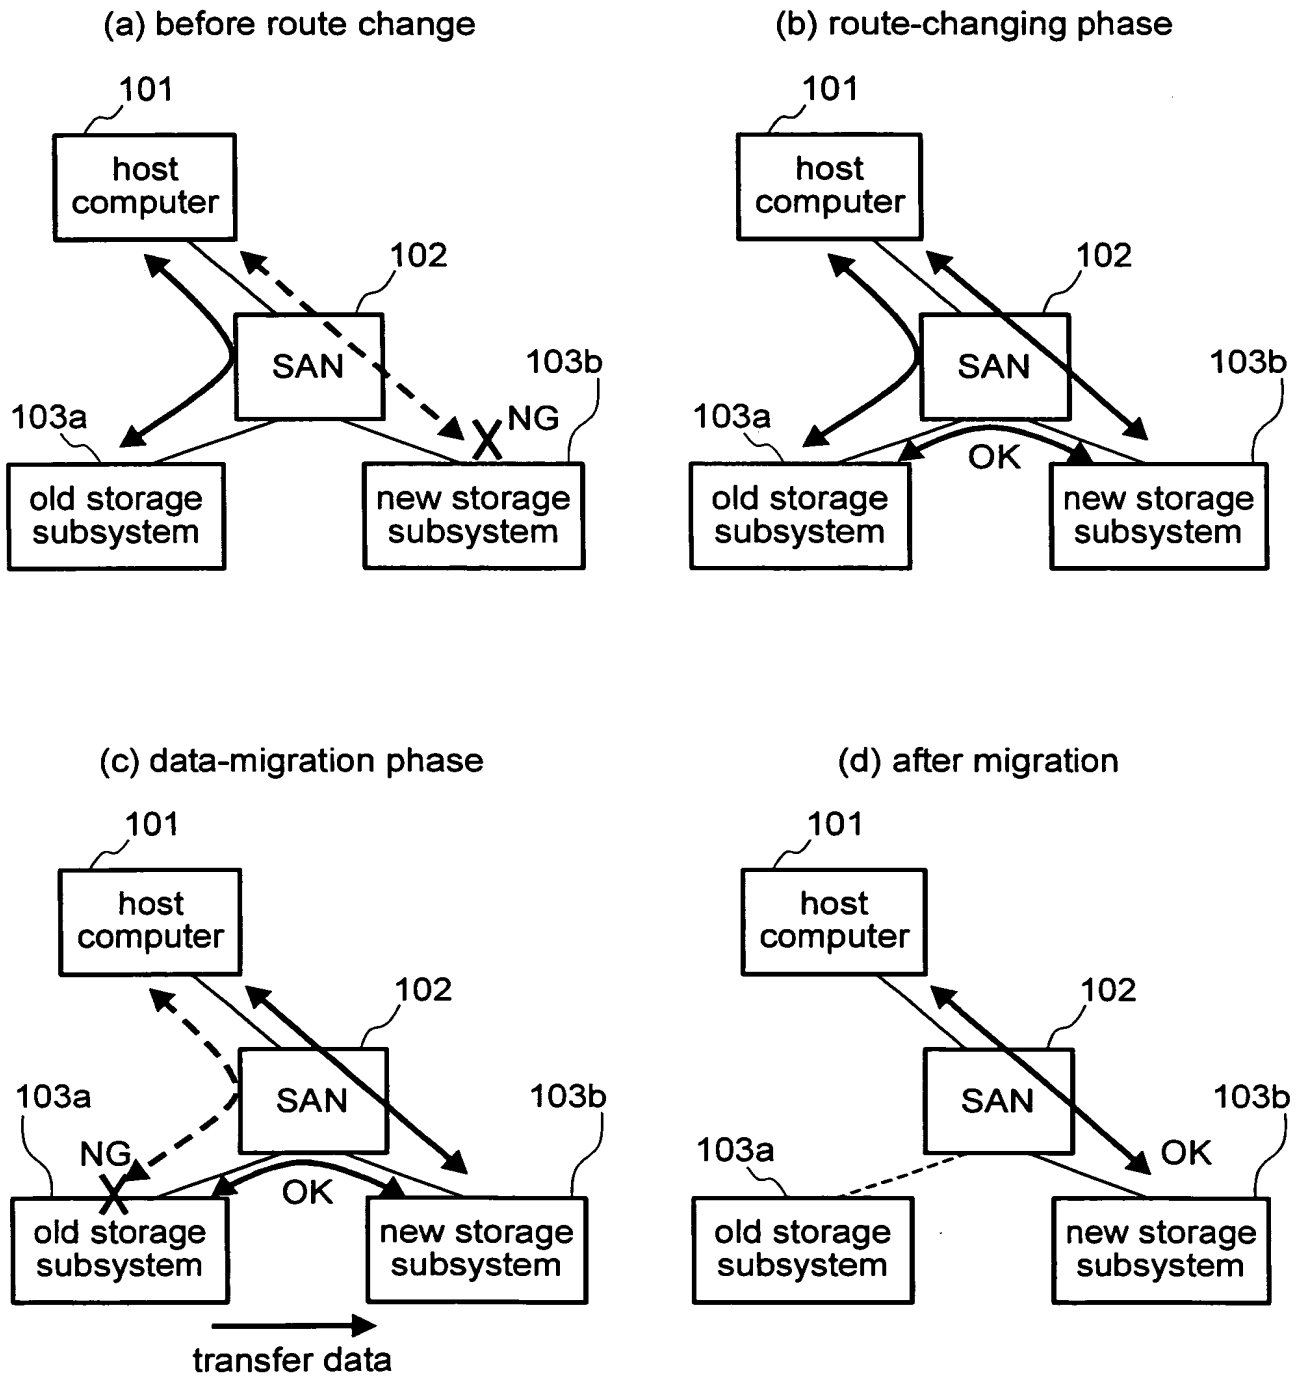 (a) before route change
101
host
computer
102
SAN
103b
103a
NG
old storage
subsystem
new storage
subsystem
(b) route-changing phase
101
host
computer
102
SAN
103b
103a
OK
old storage
subsystem
new storage
subsystem
(c) data-migration phase
101
host
computer
102
SAN
103a
103b
NG
OK
old storage
subsystem
new storage
subsystem
transfer data
(d) after migration
101
host
computer
102
SAN
103b
103a
OK
old storage
subsystem
new storage
subsystem